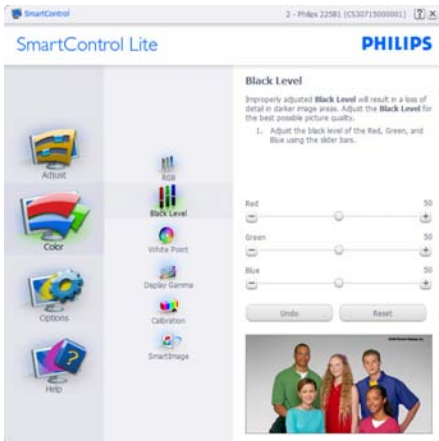 SmartControl
2 - Philips 225B1 (CS30715000001)
SmartControl Lite
PHILIPS
Adjust
Color
Options
Help
RGB
Black Level
White Point
Display Gamma
Calibration
SmartImage
Black Level
Improperly adjusted Black Level will result in a loss of
detail in darker image areas. Adjust the Black Level for
the best possible picture quality.
1. Adjust the black level of the Red, Green, and
Blue using the slider bars.
Red 50
Green 50
Blue 50
Undo Reset